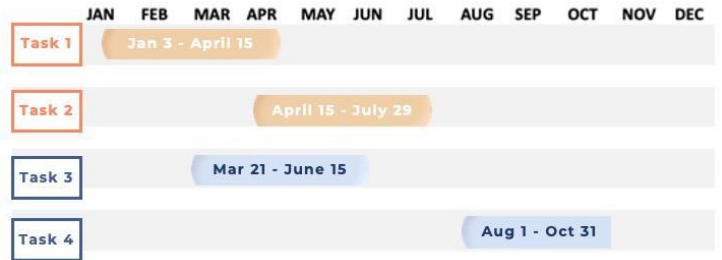 JAN FEB MAR APR MAY JUN JUL AUG SEP OCT NOV DEC
Task 1 Jan 3 - April 15
Task 2 April 15 - July 29
Task 3 Mar 21 - June 15
Task 4 Aug 1 - Oct 31